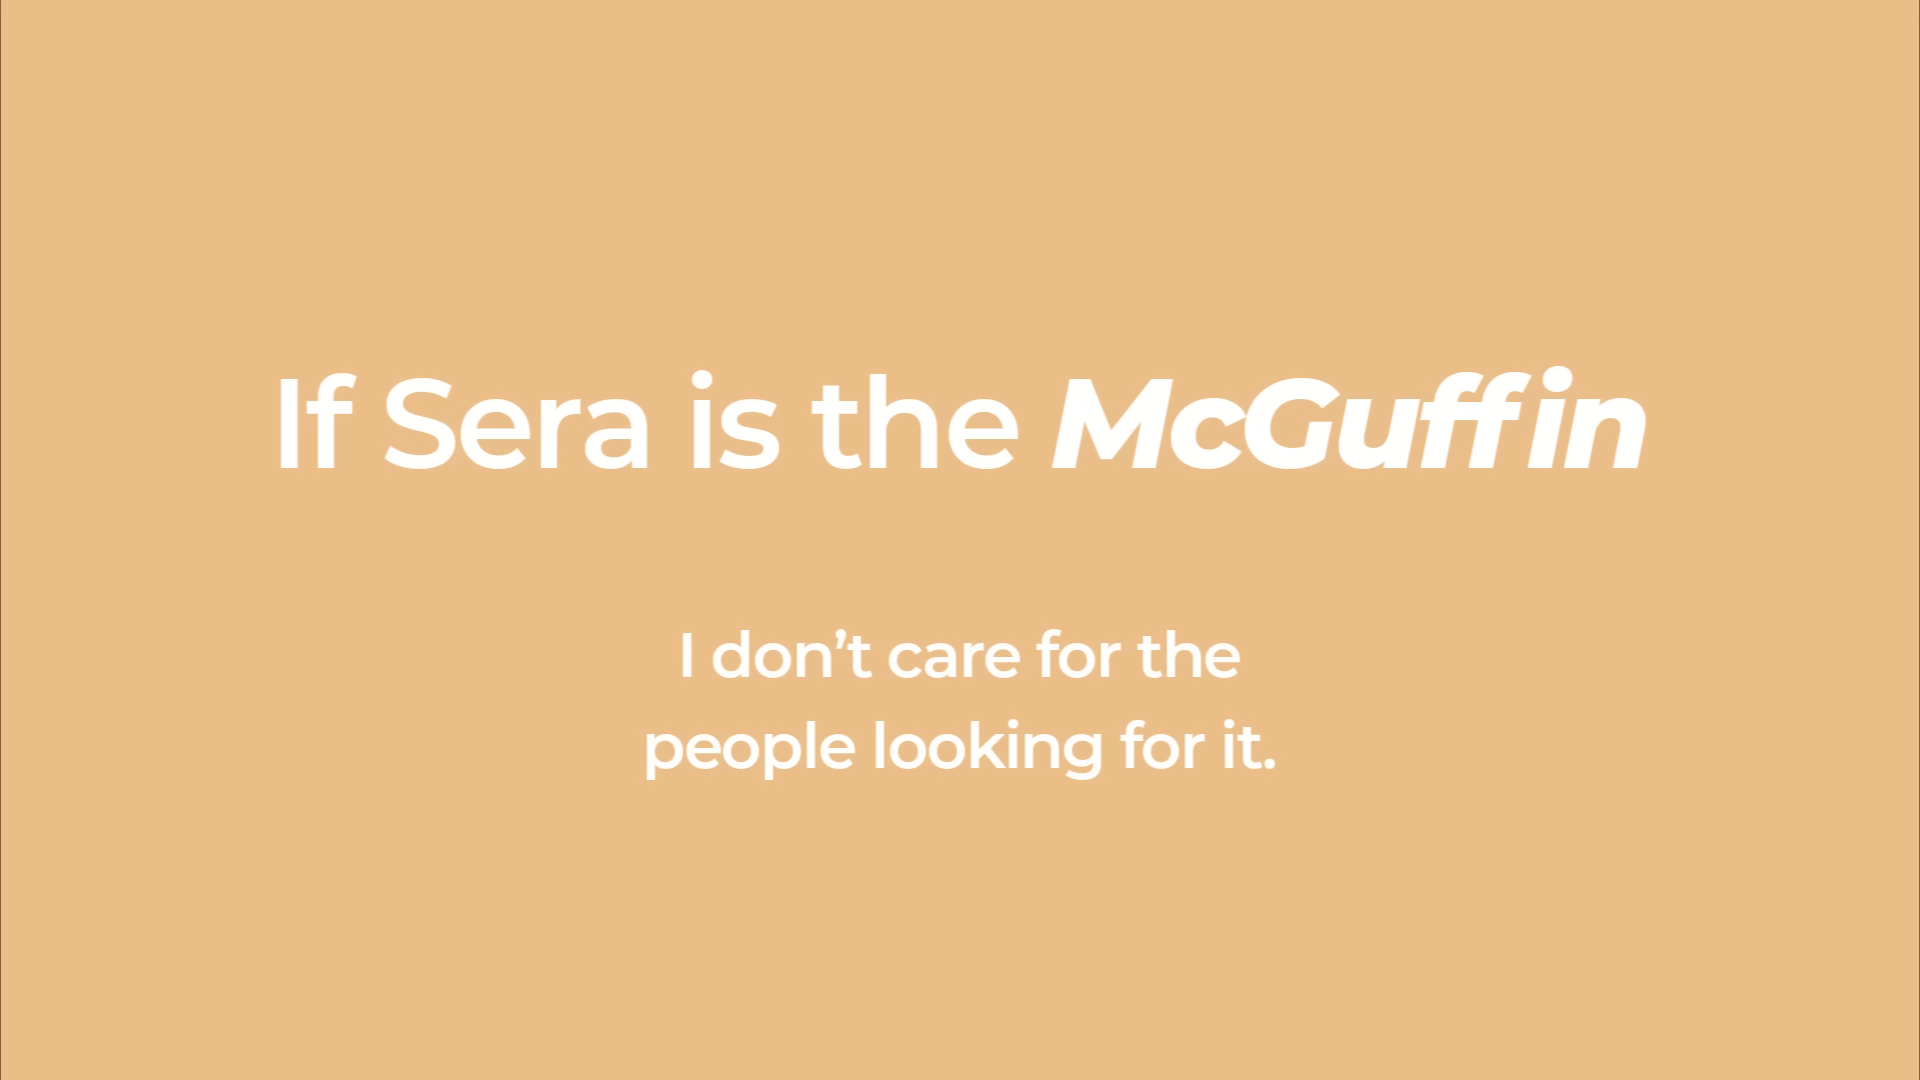 If Sera is the McGuffin
I don’t care for the
people looking for it.